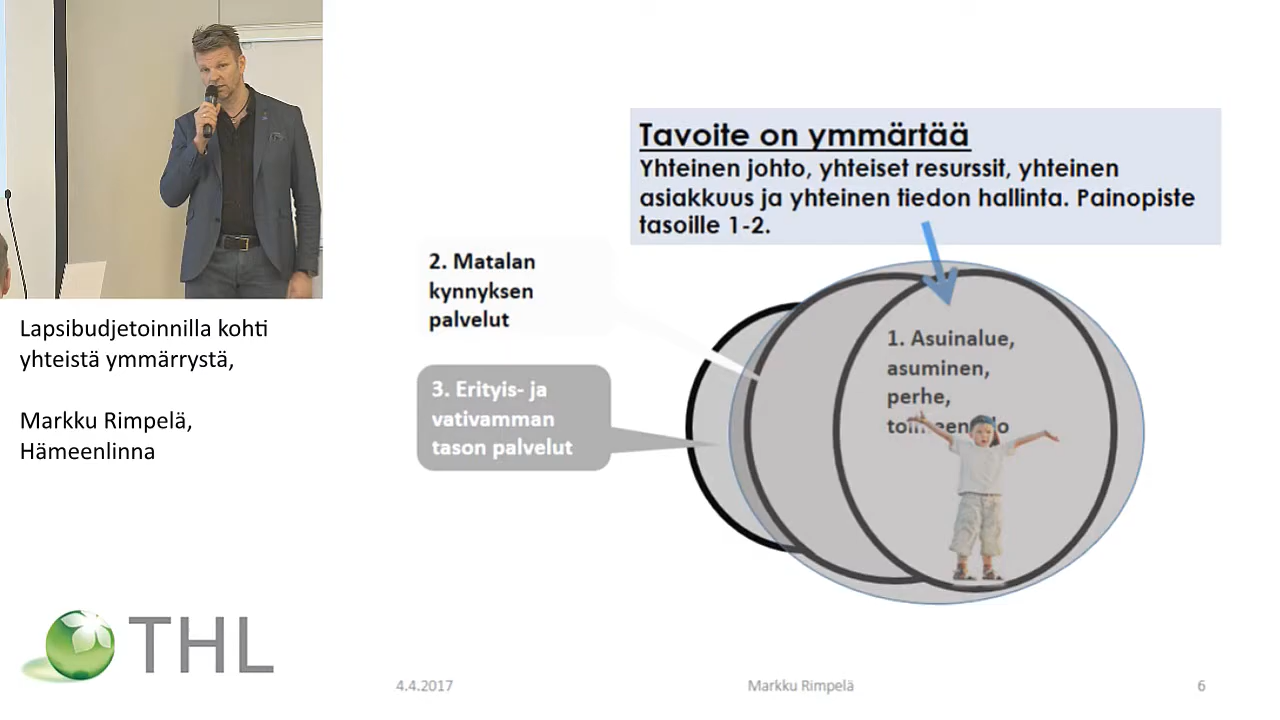 Tavoite on ymmärtää
Yhteinen johto, yhteiset resurssit, yhteinen
asiakkuus ja yhteinen tiedon hallinta. Painopiste
tasoille 1-2.
2. Matalan
kynnyksen
palvelut
1. Asuinalue,
asuminen,
perhe,
3. Erityis- ja
vativamman
tason palvelut
Lapsibudjetoinnilla kohti
yhteistä ymmärrystä,
Markku Rimpelä,
Hämeenlinna
THL
4.4.2017
Markku Rimpelä
6